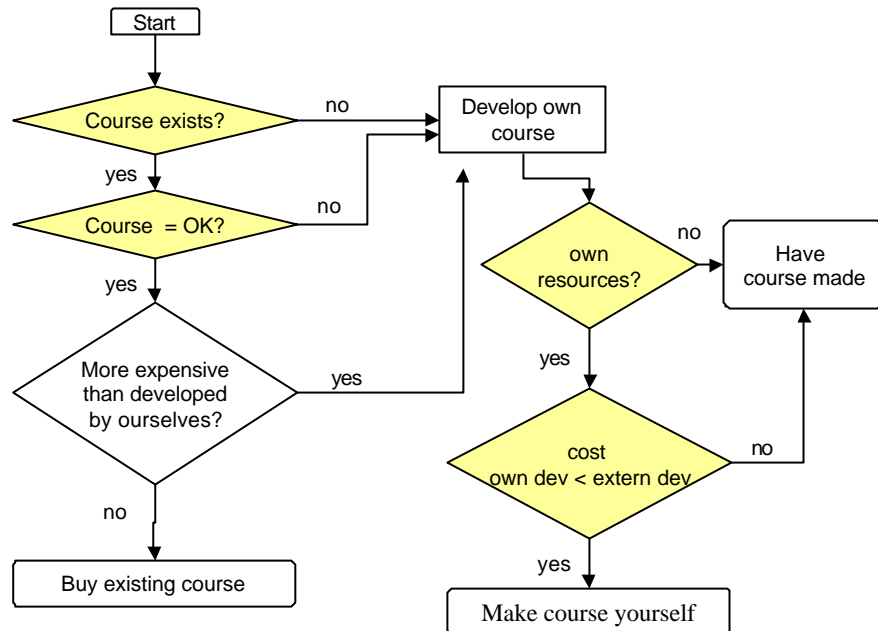 Start
Course exists?
no
yes
Course = OK?
no
yes
More expensive
than developed
by ourselves?
yes
no
Buy existing course
Develop own
course
own
resources?
no
Have
course made
yes
cost
own dev < extern dev
no
yes
Make course yourself